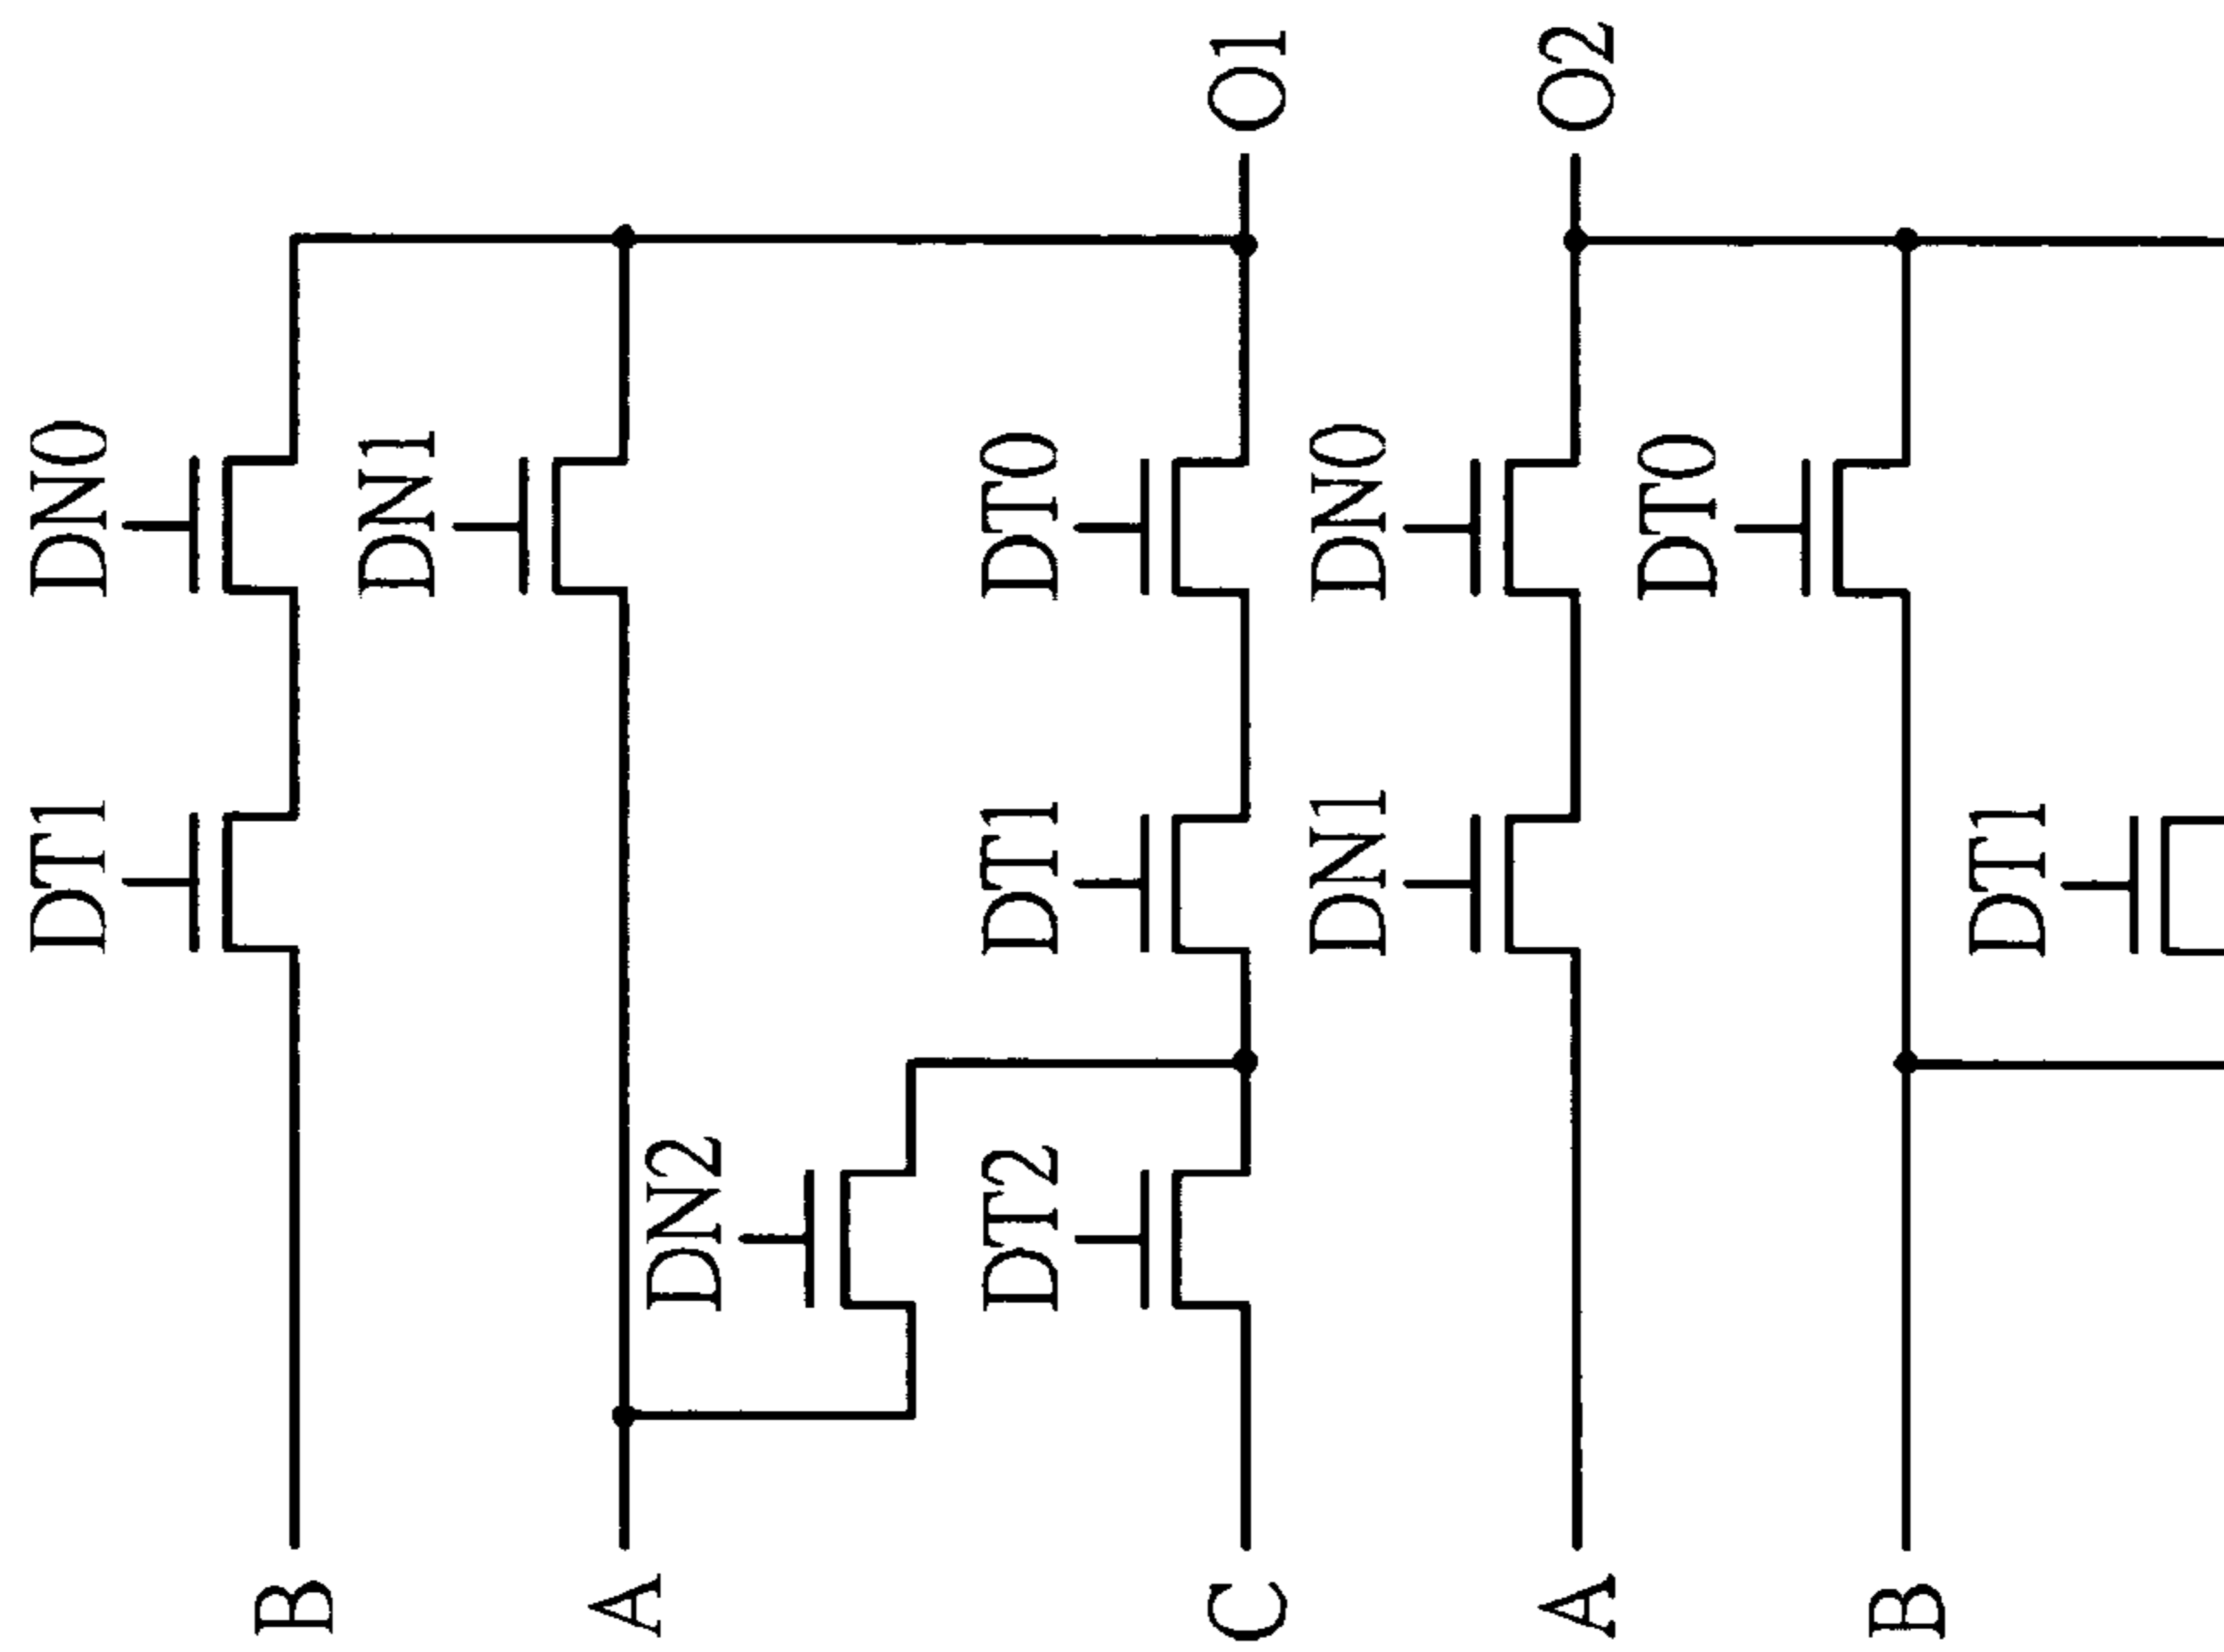 DT1 DN0
B
DN1
A
DN2
DT2 DT1 DT0
C O1
DN1 DN0
A O2
DT0
B
DT1